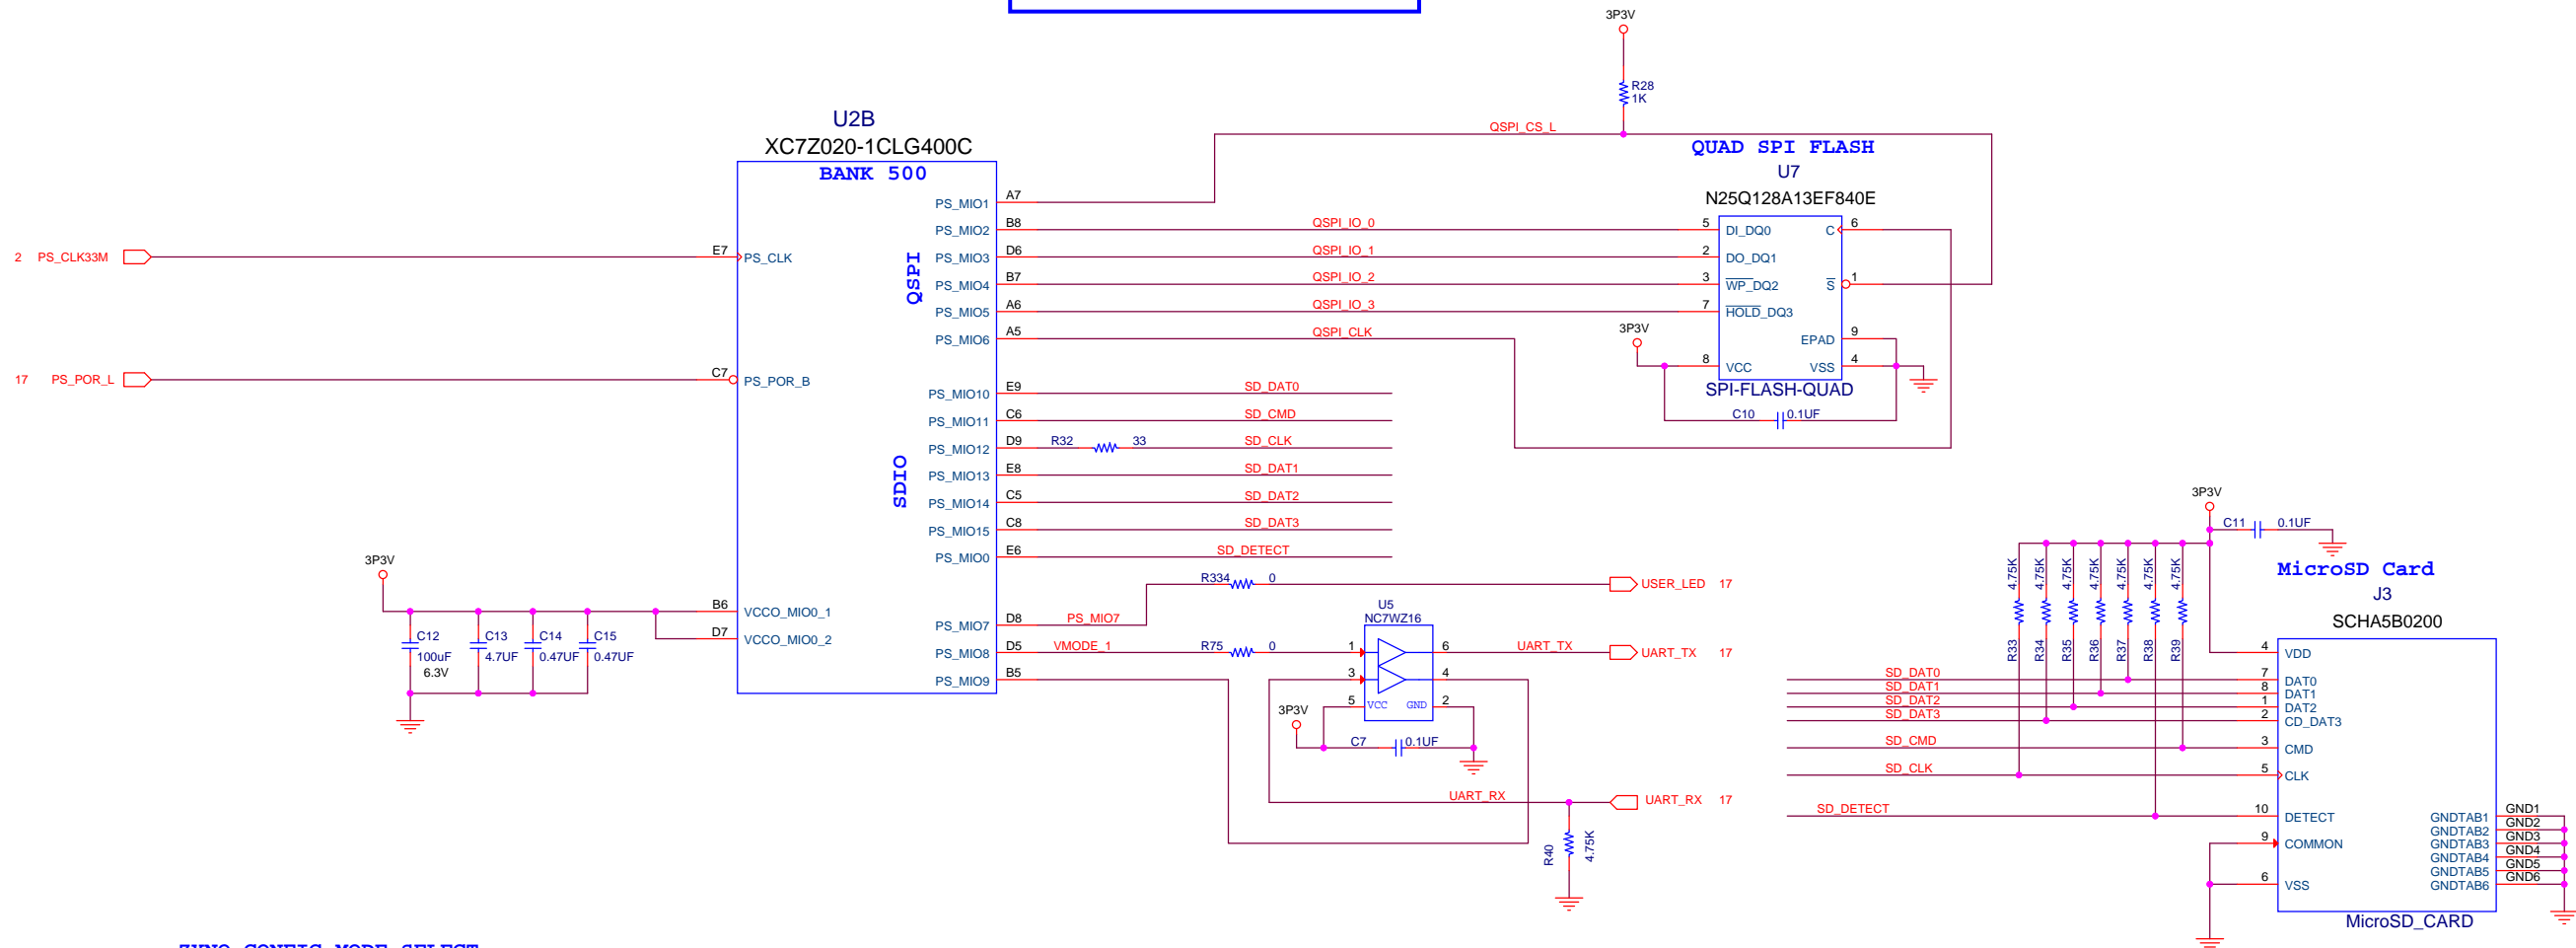 3P3V
R28
1K
U2B
XC7Z020-1CLG400C
BANK 500
QSPI
SDIO
2 PS_CLK33M
E7 PS_CLK
17 PS_POR_L
C7 PS_POR_B
3P3V
B6 VCCO_MIO0_1
D7 VCCO_MIO0_2
C12
100uF
6.3V
C13
4.7UF
C14
0.47UF
C15
0.47UF
PS_MIO1 A7 QSPI_CS_L
PS_MIO2 B8 QSPI_IO_0
PS_MIO3 D6 QSPI_IO_1
PS_MIO4 B7 QSPI_IO_2
PS_MIO5 A6 QSPI_IO_3
PS_MIO6 A5 QSPI_CLK
PS_MIO10 E9 SD_DAT0
PS_MIO11 C6 SD_CMD
PS_MIO12 D9 R32 33 SD_CLK
PS_MIO13 E8 SD_DAT1
PS_MIO14 C5 SD_DAT2
PS_MIO15 C8 SD_DAT3
PS_MIO0 E6 SD_DETECT
R334 0 USER_LED 17
PS_MIO7 D8 PS_MIO7
PS_MIO8 D5 VMODE_1 R75 0
PS_MIO9 B5
QUAD SPI FLASH
U7
N25Q128A13EF840E
5 DI_DQ0 C 6
2 DO_DQ1
3 WP_DQ2 S 1
7 HOLD_DQ3
3P3V
EPAD 9
8 VCC VSS 4
SPI-FLASH-QUAD
C10 0.1UF
U5
NC7WZ16
1 6 UART_TX UART_TX 17
3 4
5 VCC GND 2
3P3V
C7 0.1UF
UART_RX UART_RX 17
R40
4.75K
3P3V
C11 0.1UF
4.75K 4.75K 4.75K 4.75K 4.75K 4.75K 4.75K
R33 R34 R35 R36 R37 R38 R39
MicroSD Card
J3
SCHA5B0200
4 VDD
SD_DAT0 7 DAT0
SD_DAT1 8 DAT1
SD_DAT2 1 DAT2
SD_DAT3 2 CD_DAT3
SD_CMD 3 CMD
SD_CLK 5 CLK
SD_DETECT 10 DETECT
9 COMMON
6 VSS
GNDTAB1 GND1
GNDTAB2 GND2
GNDTAB3 GND3
GNDTAB4 GND4
GNDTAB5 GND5
GNDTAB6 GND6
MicroSD_CARD
ZYNQ CONFIG MODE SELECT